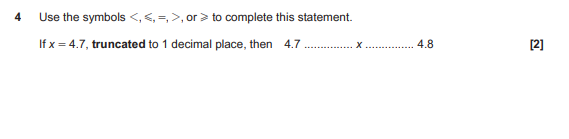 4 Use the symbols <, ⩽, =, >, or ⩾ to complete this statement.
If x = 4.7, truncated to 1 decimal place, then 4.7 ............... x ............... 4.8 [2]